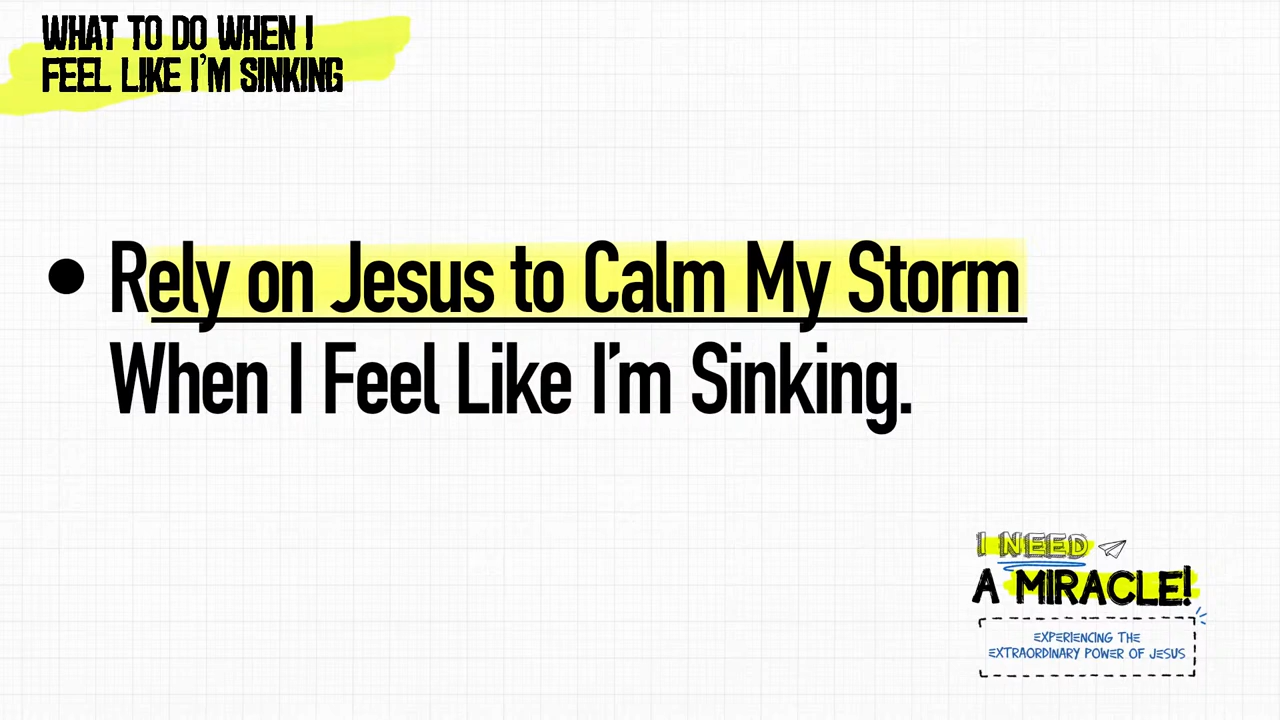 WHAT TO DO WHEN I
FEEL LIKE I'M SINKING
• Rely on Jesus to Calm My Storm
When I Feel Like I'm Sinking.
I NEED
A MIRACLE!
EXPERIENCING THE
EXTRAORDINARY POWER OF JESUS